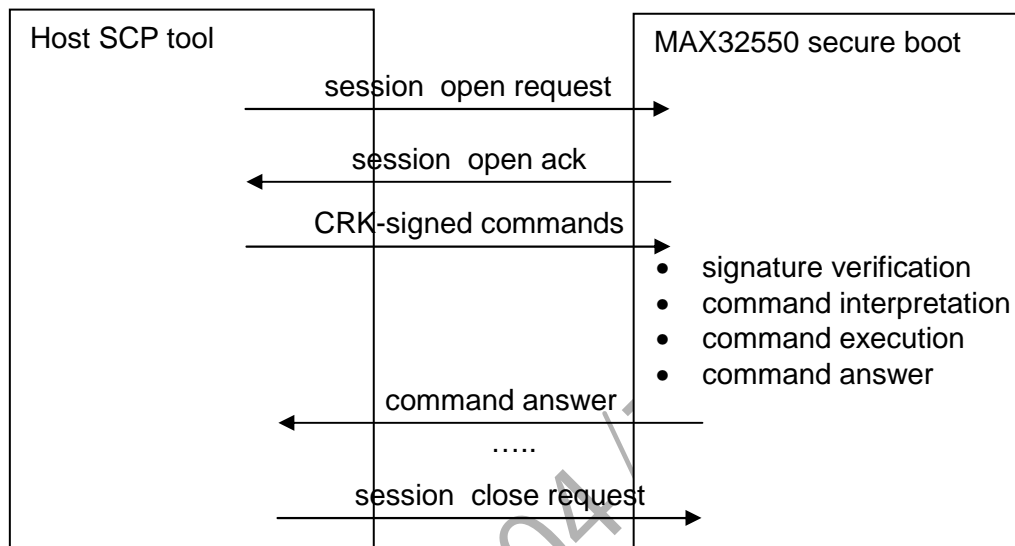 Host SCP tool
MAX32550 secure boot
session open request
session open ack
CRK-signed commands
• signature verification
• command interpretation
• command execution
• command answer
command answer
…..
session close request
04